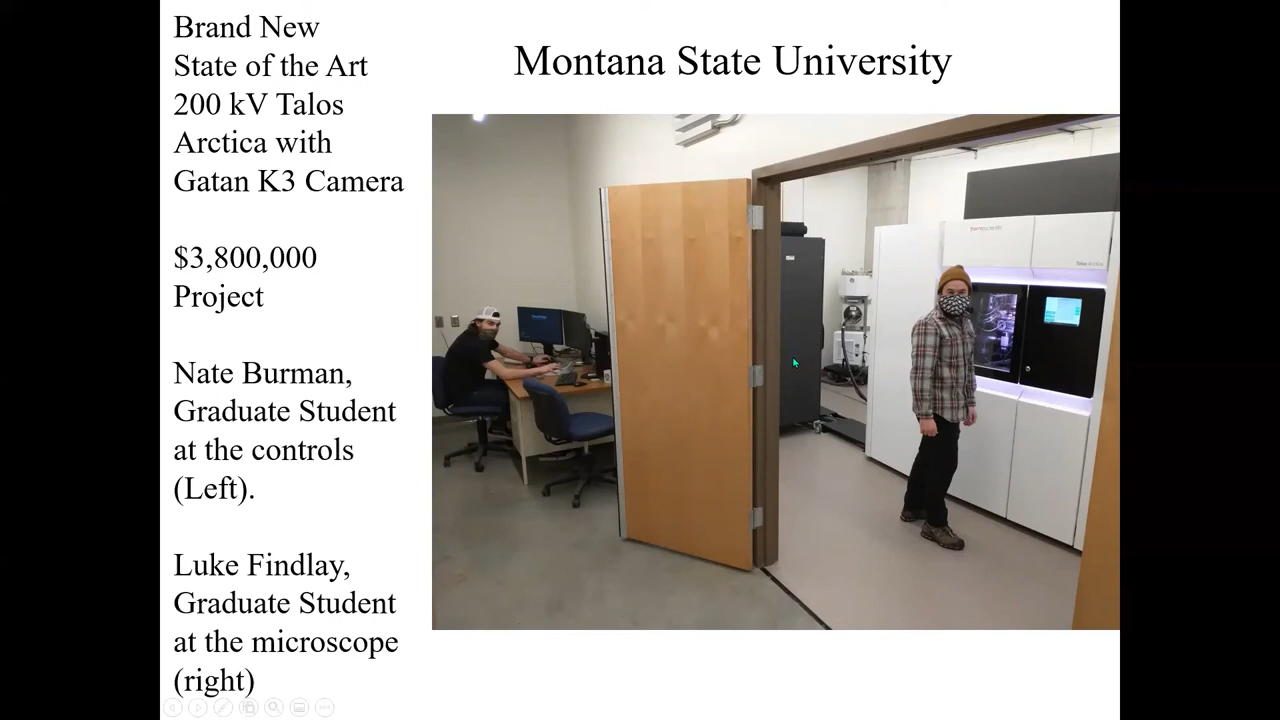 Brand New
State of the Art
200 kV Talos
Arctica with
Gatan K3 Camera
$3,800,000
Project
Nate Burman,
Graduate Student
at the controls
(Left).
Luke Findlay,
Graduate Student
at the microscope
(right)
Montana State University